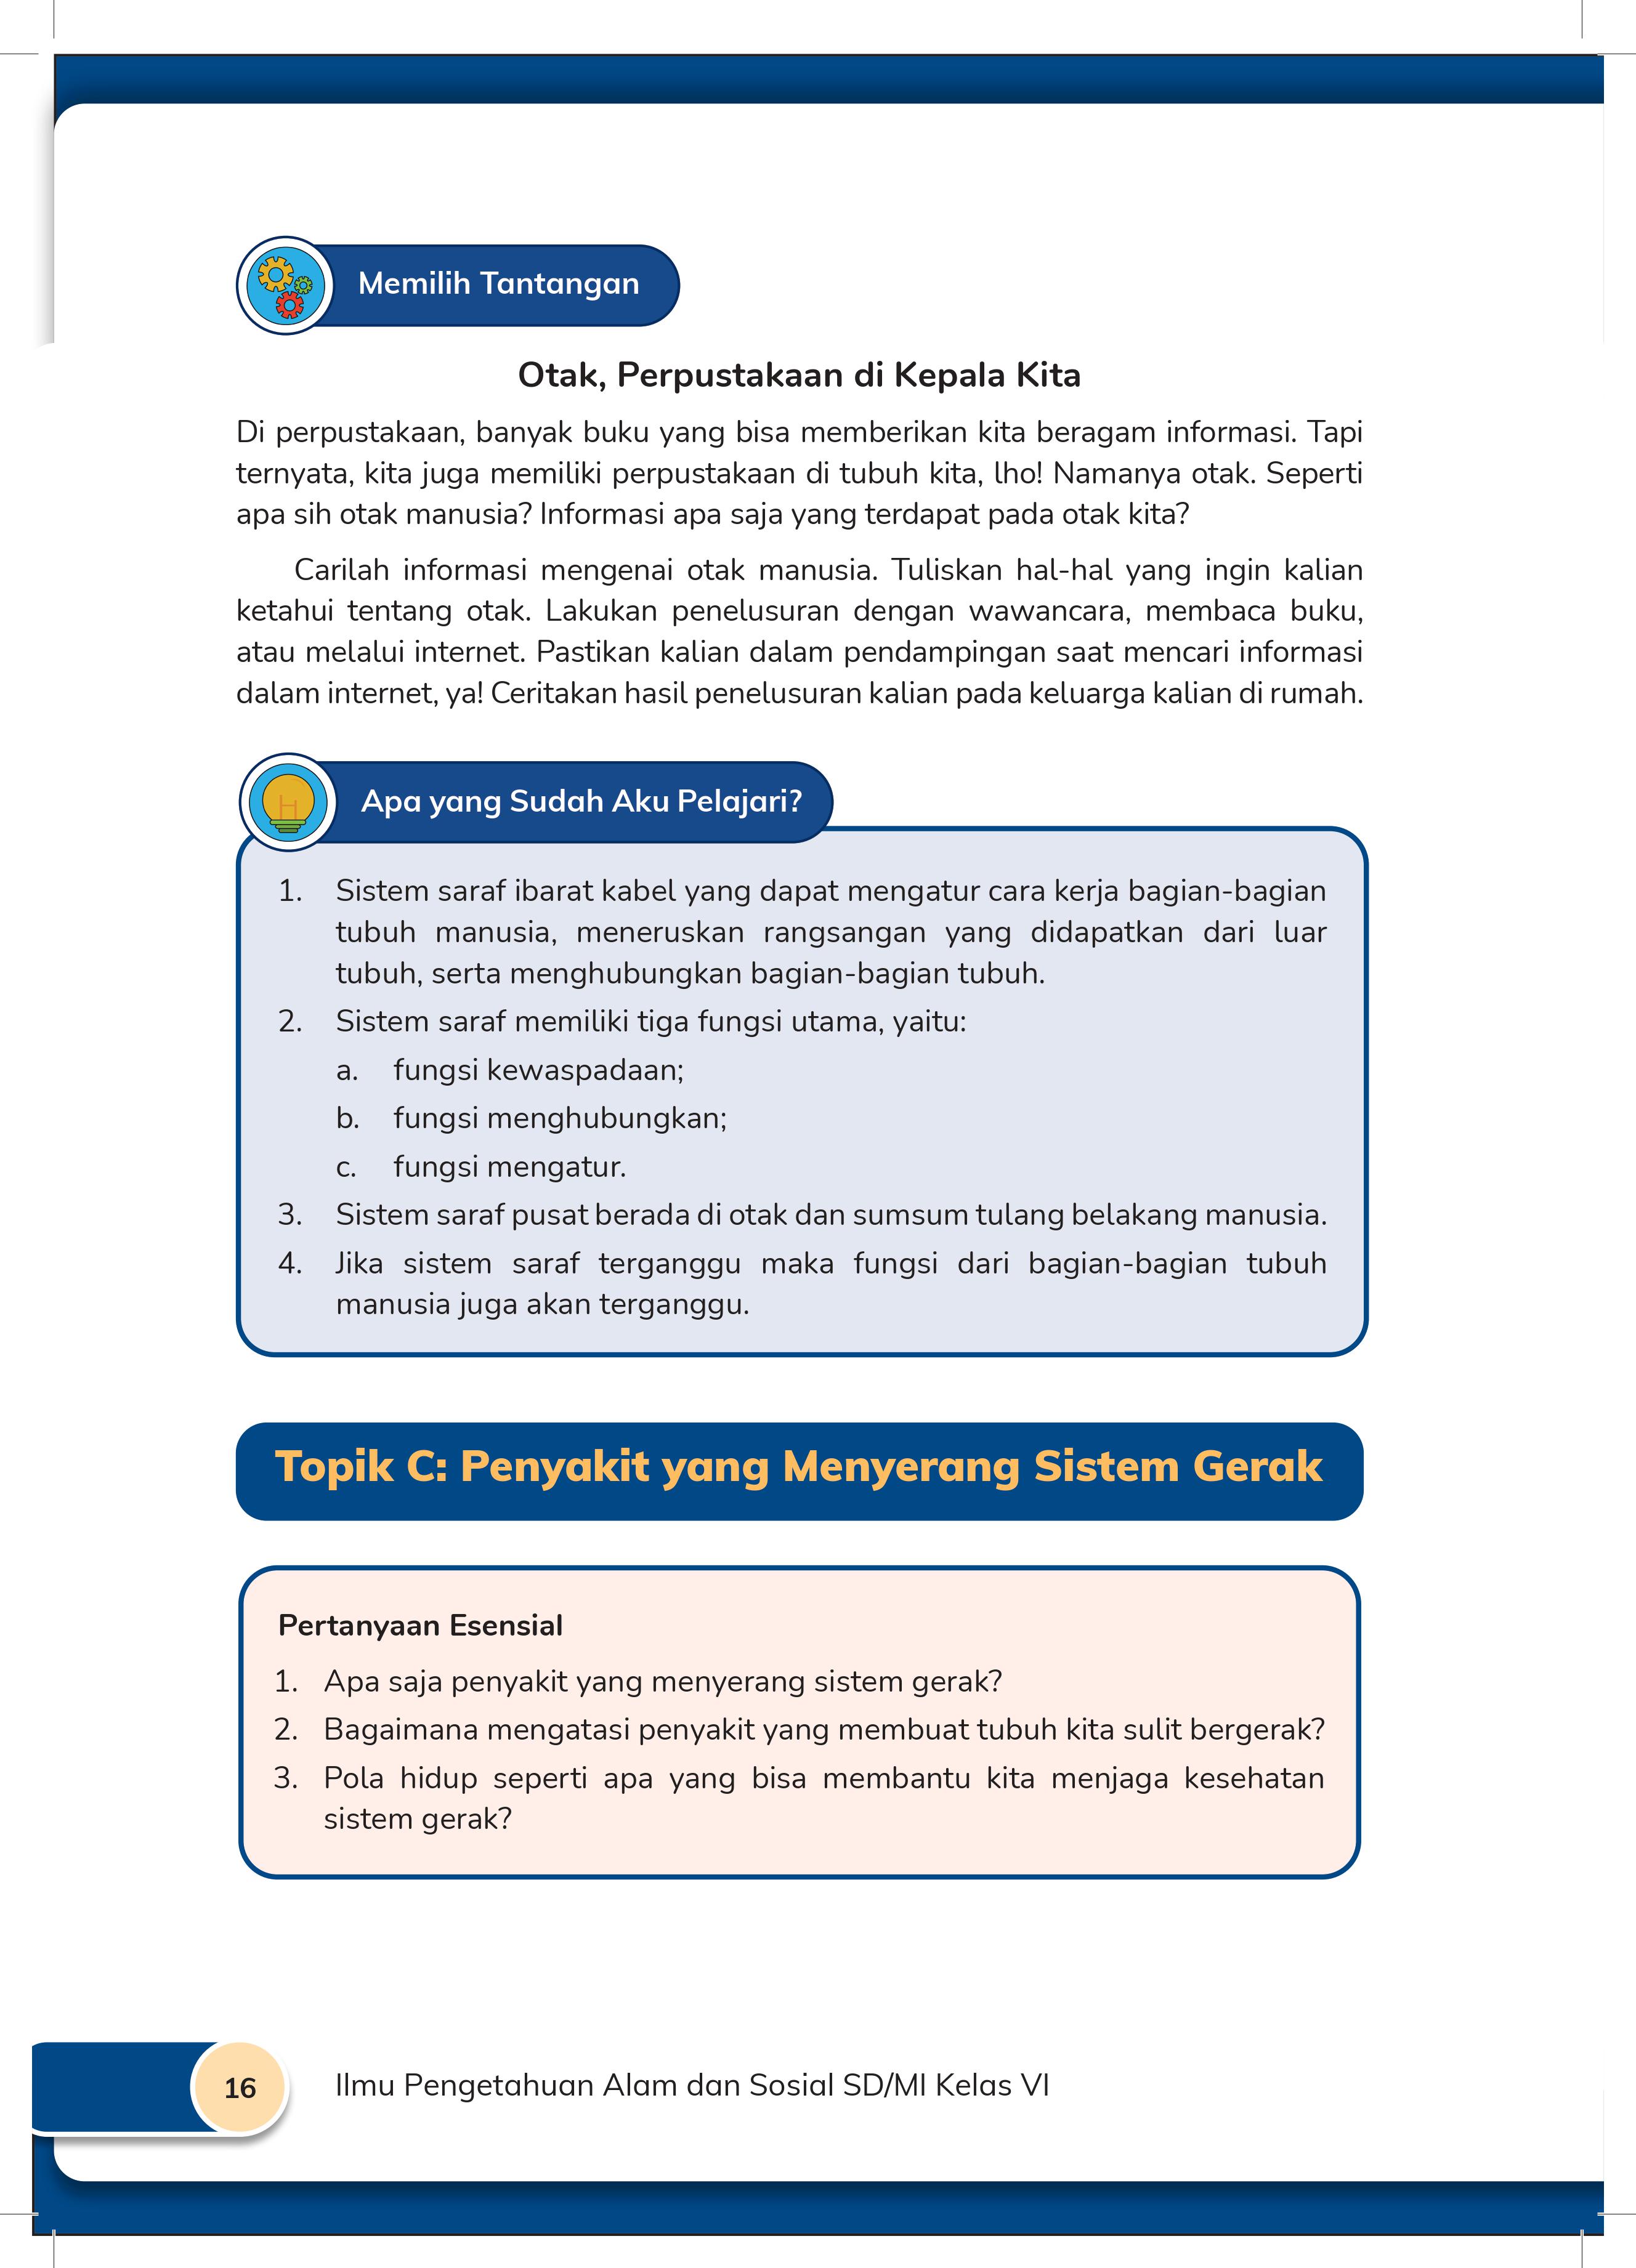 Memilih Tantangan
Otak, Perpustakaan di Kepala Kita
Di perpustakaan, banyak buku yang bisa memberikan kita beragam informasi. Tapi
ternyata, kita juga memiliki perpustakaan di tubuh kita, lho! Namanya otak. Seperti
apa sih otak manusia? Informasi apa saja yang terdapat pada otak kita?
Carilah informasi mengenai otak manusia. Tuliskan hal-hal yang ingin kalian
ketahui tentang otak. Lakukan penelusuran dengan wawancara, membaca buku,
atau melalui internet. Pastikan kalian dalam pendampingan saat mencari informasi
dalam internet, ya! Ceritakan hasil penelusuran kalian pada keluarga kalian di rumah.
Apa yang Sudah Aku Pelajari?
1. Sistem saraf ibarat kabel yang dapat mengatur cara kerja bagian-bagian
tubuh manusia, meneruskan rangsangan yang didapatkan dari luar
tubuh, serta menghubungkan bagian-bagian tubuh.
2. Sistem saraf memiliki tiga fungsi utama, yaitu:
a. fungsi kewaspadaan;
b. fungsi menghubungkan;
c. fungsi mengatur.
3. Sistem saraf pusat berada di otak dan sumsum tulang belakang manusia.
4. Jika sistem saraf terganggu maka fungsi dari bagian-bagian tubuh
manusia juga akan terganggu.
Topik C: Penyakit yang Menyerang Sistem Gerak
Pertanyaan Esensial
1. Apa saja penyakit yang menyerang sistem gerak?
2. Bagaimana mengatasi penyakit yang membuat tubuh kita sulit bergerak?
3. Pola hidup seperti apa yang bisa membantu kita menjaga kesehatan
sistem gerak?
16 Ilmu Pengetahuan Alam dan Sosial SD/MI Kelas VI